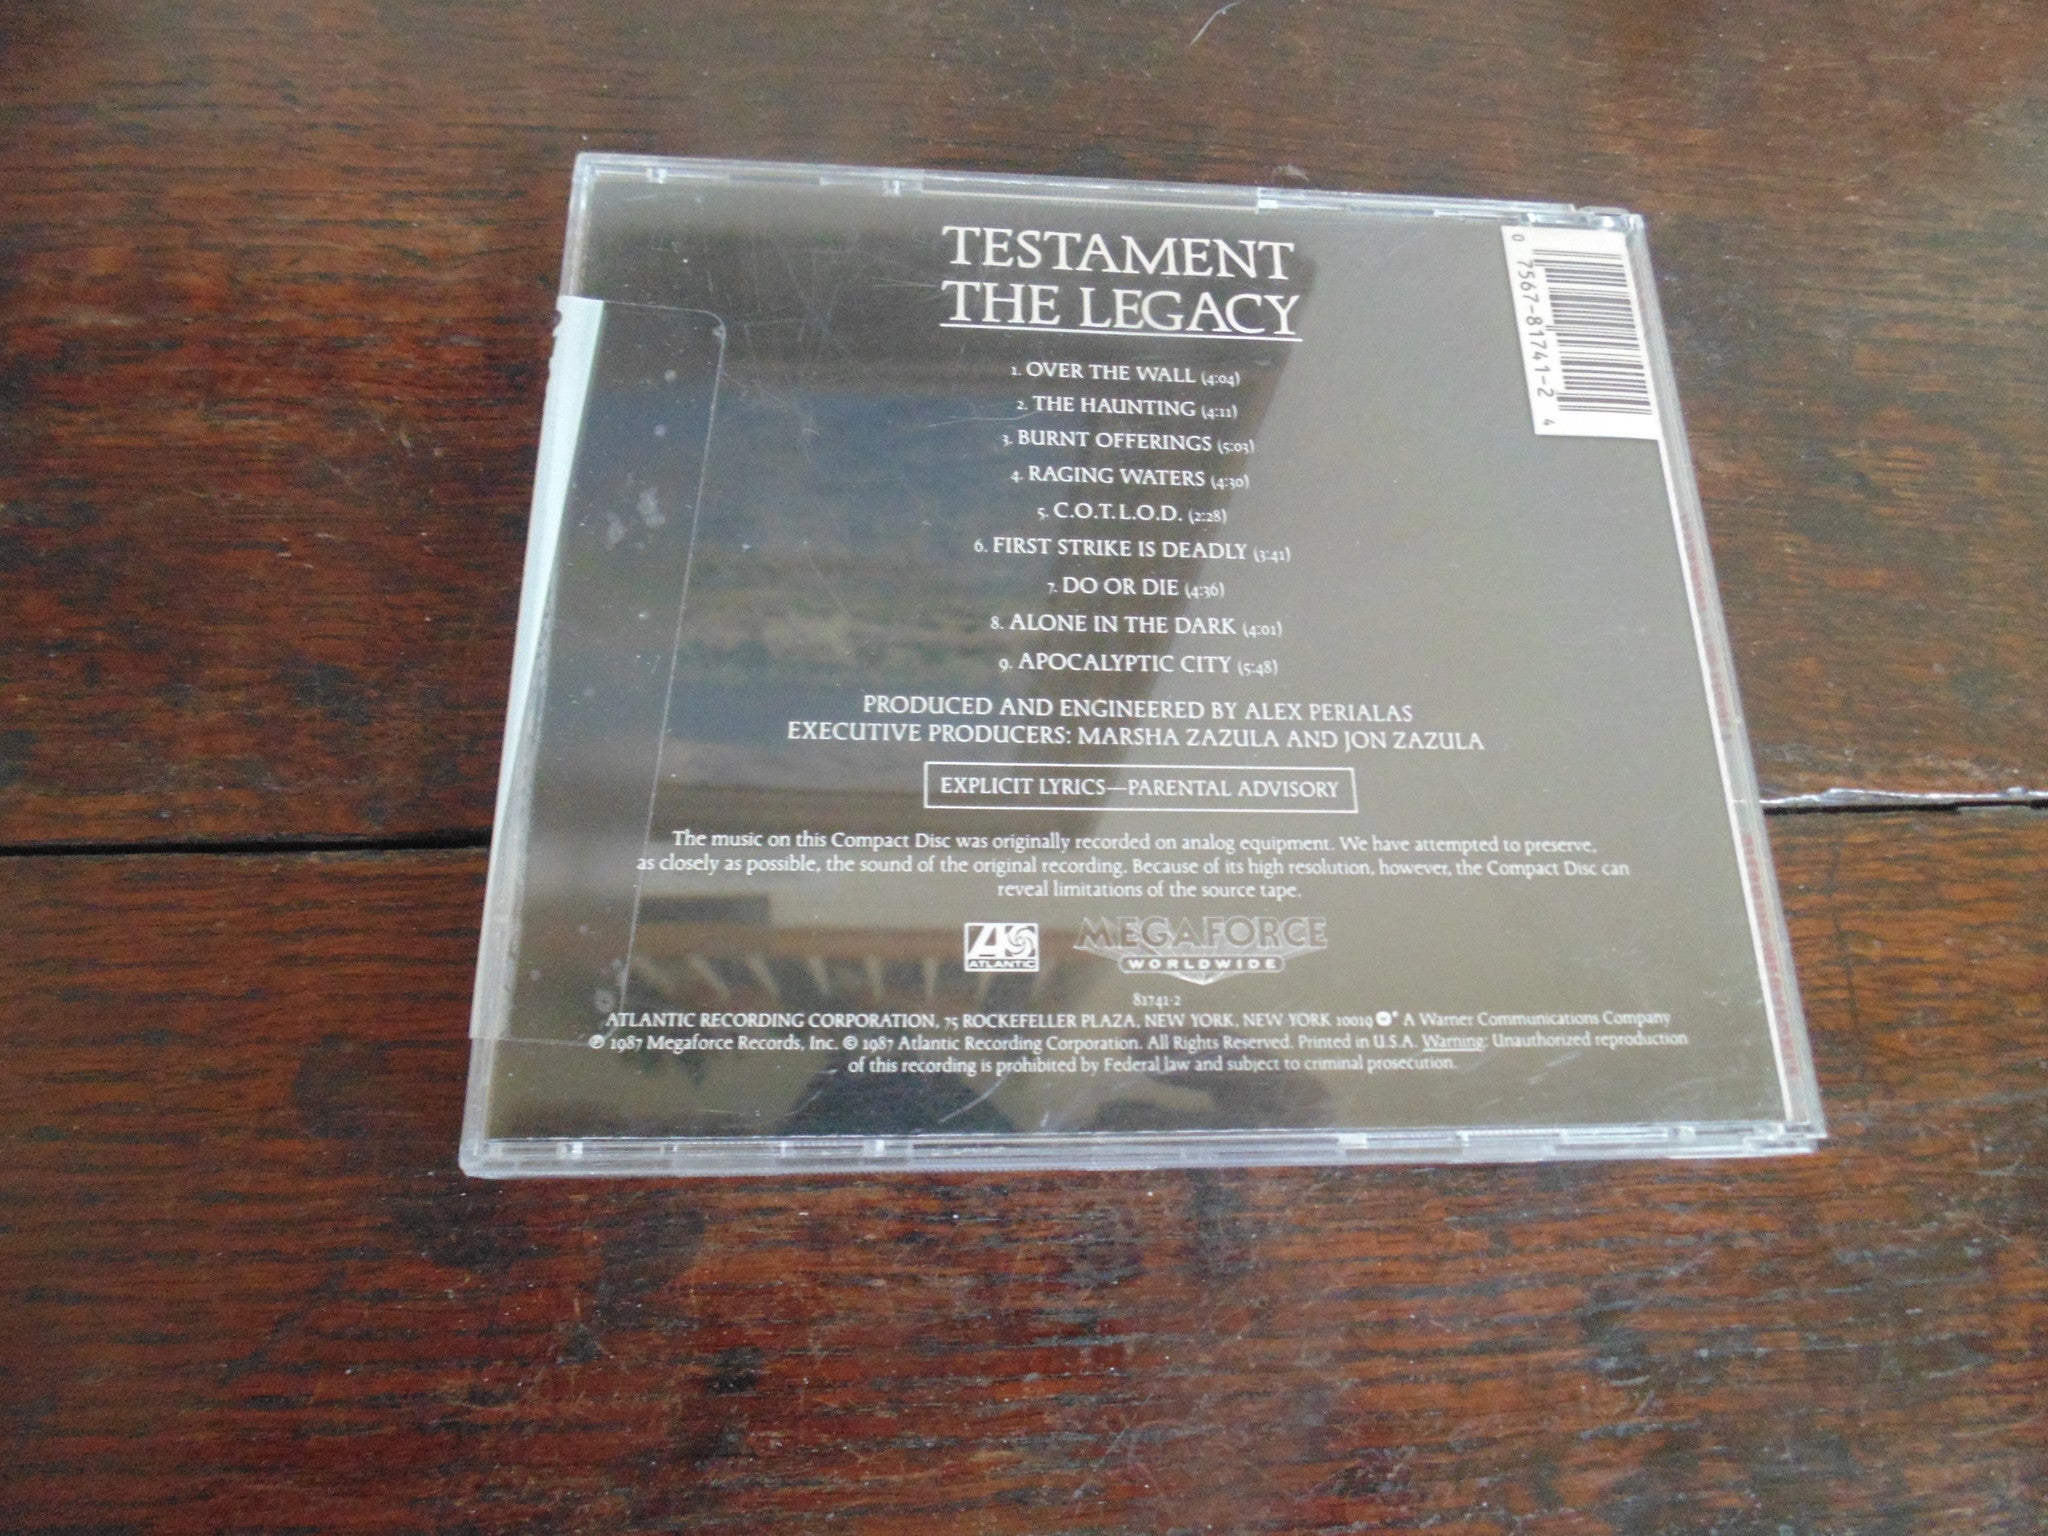 TESTAMENT
THE LEGACY
1. OVER THE WALL (4:04)
2. THE HAUNTING (4:11)
3. BURNT OFFERINGS (5:03)
4. RAGING WATERS (4:30)
5. C.O.T.L.O.D. (2:28)
6. FIRST STRIKE IS DEADLY (3:41)
7. DO OR DIE (4:36)
8. ALONE IN THE DARK (4:01)
9. APOCALYPTIC CITY (5:48)
PRODUCED AND ENGINEERED BY ALEX PERIALAS
EXECUTIVE PRODUCERS: MARSHA ZAZULA AND JON ZAZULA
EXPLICIT LYRICS—PARENTAL ADVISORY
The music on this Compact Disc was originally recorded on analog equipment. We have attempted to preserve,
as closely as possible, the sound of the original recording. Because of its high resolution, however, the Compact Disc can
reveal limitations of the source tape.
ATLANTIC
MEGAFORCE
WORLDWIDE
81741-2
ATLANTIC RECORDING CORPORATION, 75 ROCKEFELLER PLAZA, NEW YORK, NEW YORK 10019 A Warner Communications Company
℗ 1987 Megaforce Records, Inc. © 1987 Atlantic Recording Corporation. All Rights Reserved. Printed in U.S.A. Warning: Unauthorized reproduction
of this recording is prohibited by Federal law and subject to criminal prosecution.
0 7567-81741-2 4